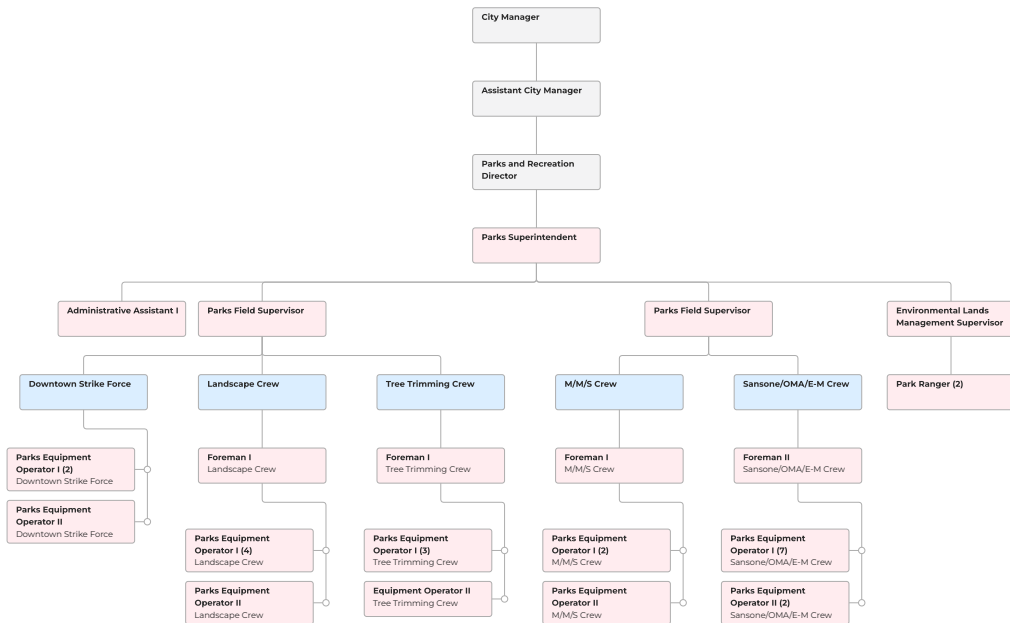 City Manager
Assistant City Manager
Parks and Recreation
Director
Parks Superintendent
Administrative Assistant I
Parks Field Supervisor
Parks Field Supervisor
Environmental Lands
Management Supervisor
Downtown Strike Force
Landscape Crew
Tree Trimming Crew
M/M/S Crew
Sansone/OMA/E-M Crew
Park Ranger (2)
Parks Equipment
Operator I (2)
Downtown Strike Force
Parks Equipment
Operator II
Downtown Strike Force
Foreman I
Landscape Crew
Foreman I
Tree Trimming Crew
Foreman I
M/M/S Crew
Foreman II
Sansone/OMA/E-M Crew
Parks Equipment
Operator I (4)
Landscape Crew
Parks Equipment
Operator II
Landscape Crew
Parks Equipment
Operator I (3)
Tree Trimming Crew
Equipment Operator II
Tree Trimming Crew
Parks Equipment
Operator I (2)
M/M/S Crew
Parks Equipment
Operator II
M/M/S Crew
Parks Equipment
Operator I (7)
Sansone/OMA/E-M Crew
Parks Equipment
Operator II (2)
Sansone/OMA/E-M Crew